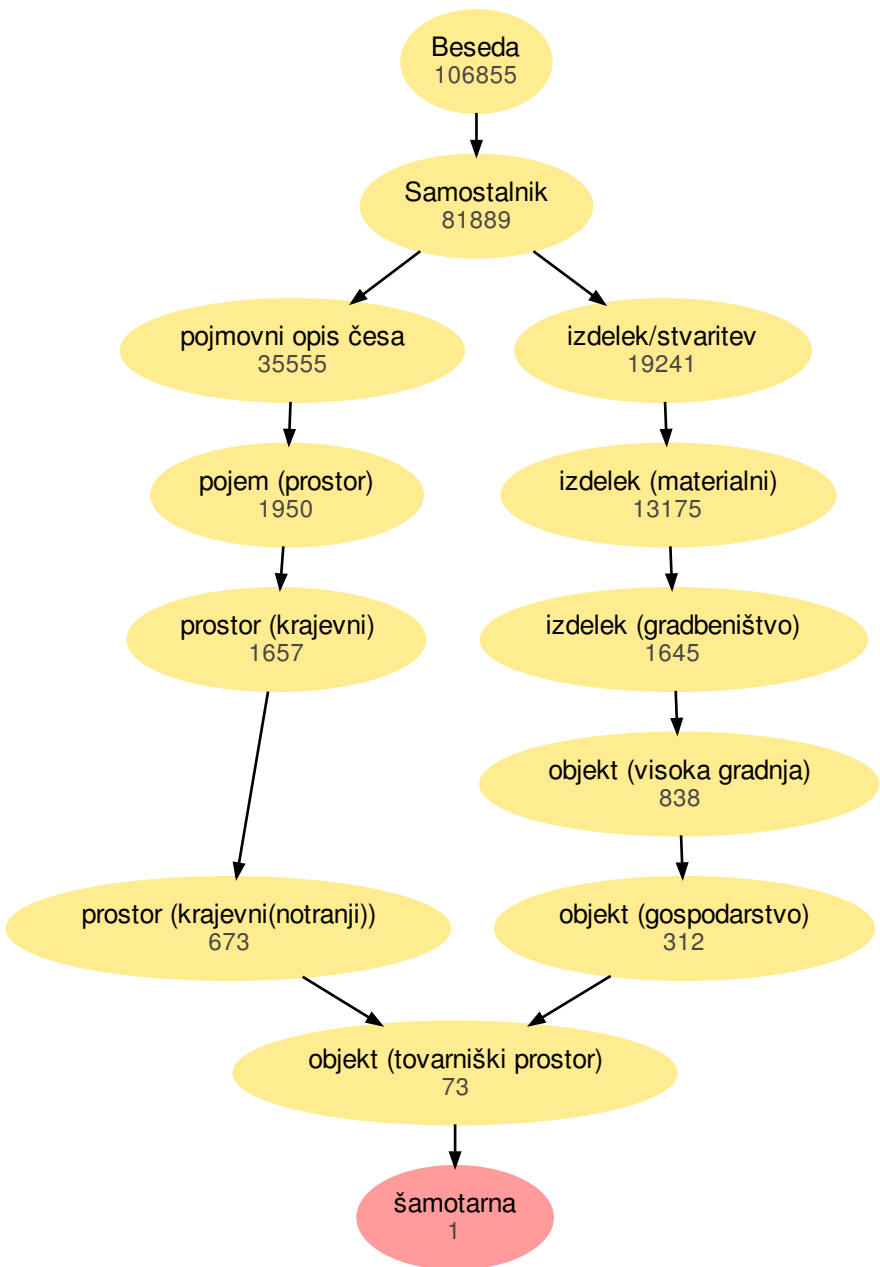 Beseda
106855
Samostalnik
81889
pojmovni opis česa
35555
izdelek/stvaritev
19241
pojem (prostor)
1950
izdelek (materialni)
13175
prostor (krajevni)
1657
izdelek (gradbeništvo)
1645
objekt (visoka gradnja)
838
prostor (krajevni(notranji))
673
objekt (gospodarstvo)
312
objekt (tovarniški prostor)
73
šamotarna
1